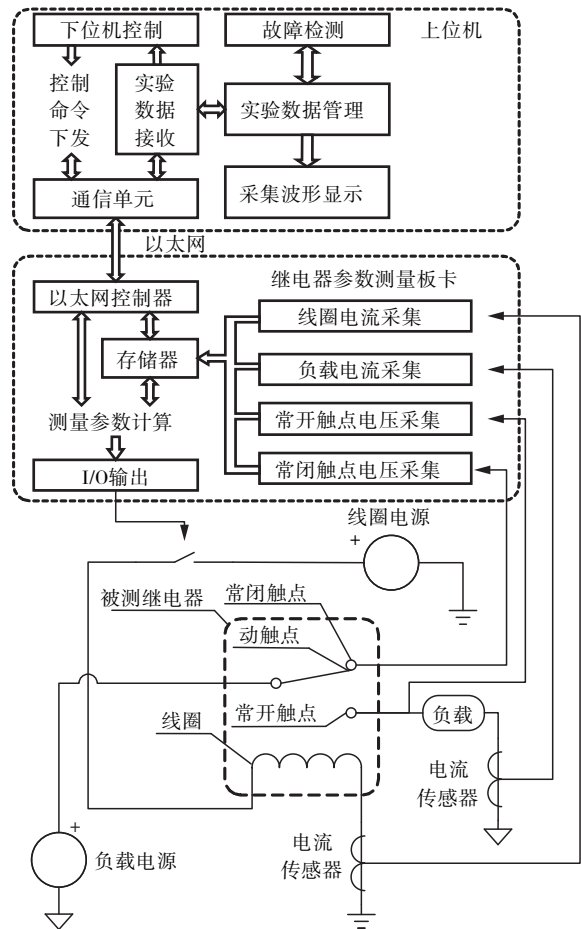 下位机控制
故障检测
上位机
控制
命令
下发
实验
数据
接收
实验数据管理
通信单元
采集波形显示
以太网
继电器参数测量板卡
以太网控制器
线圈电流采集
存储器
负载电流采集
测量参数计算
常开触点电压采集
I/O输出
常闭触点电压采集
线圈电源
+
被测继电器
常闭触点
动触点
线圈
常开触点
负载
电流
传感器
+
负载电源
电流
传感器